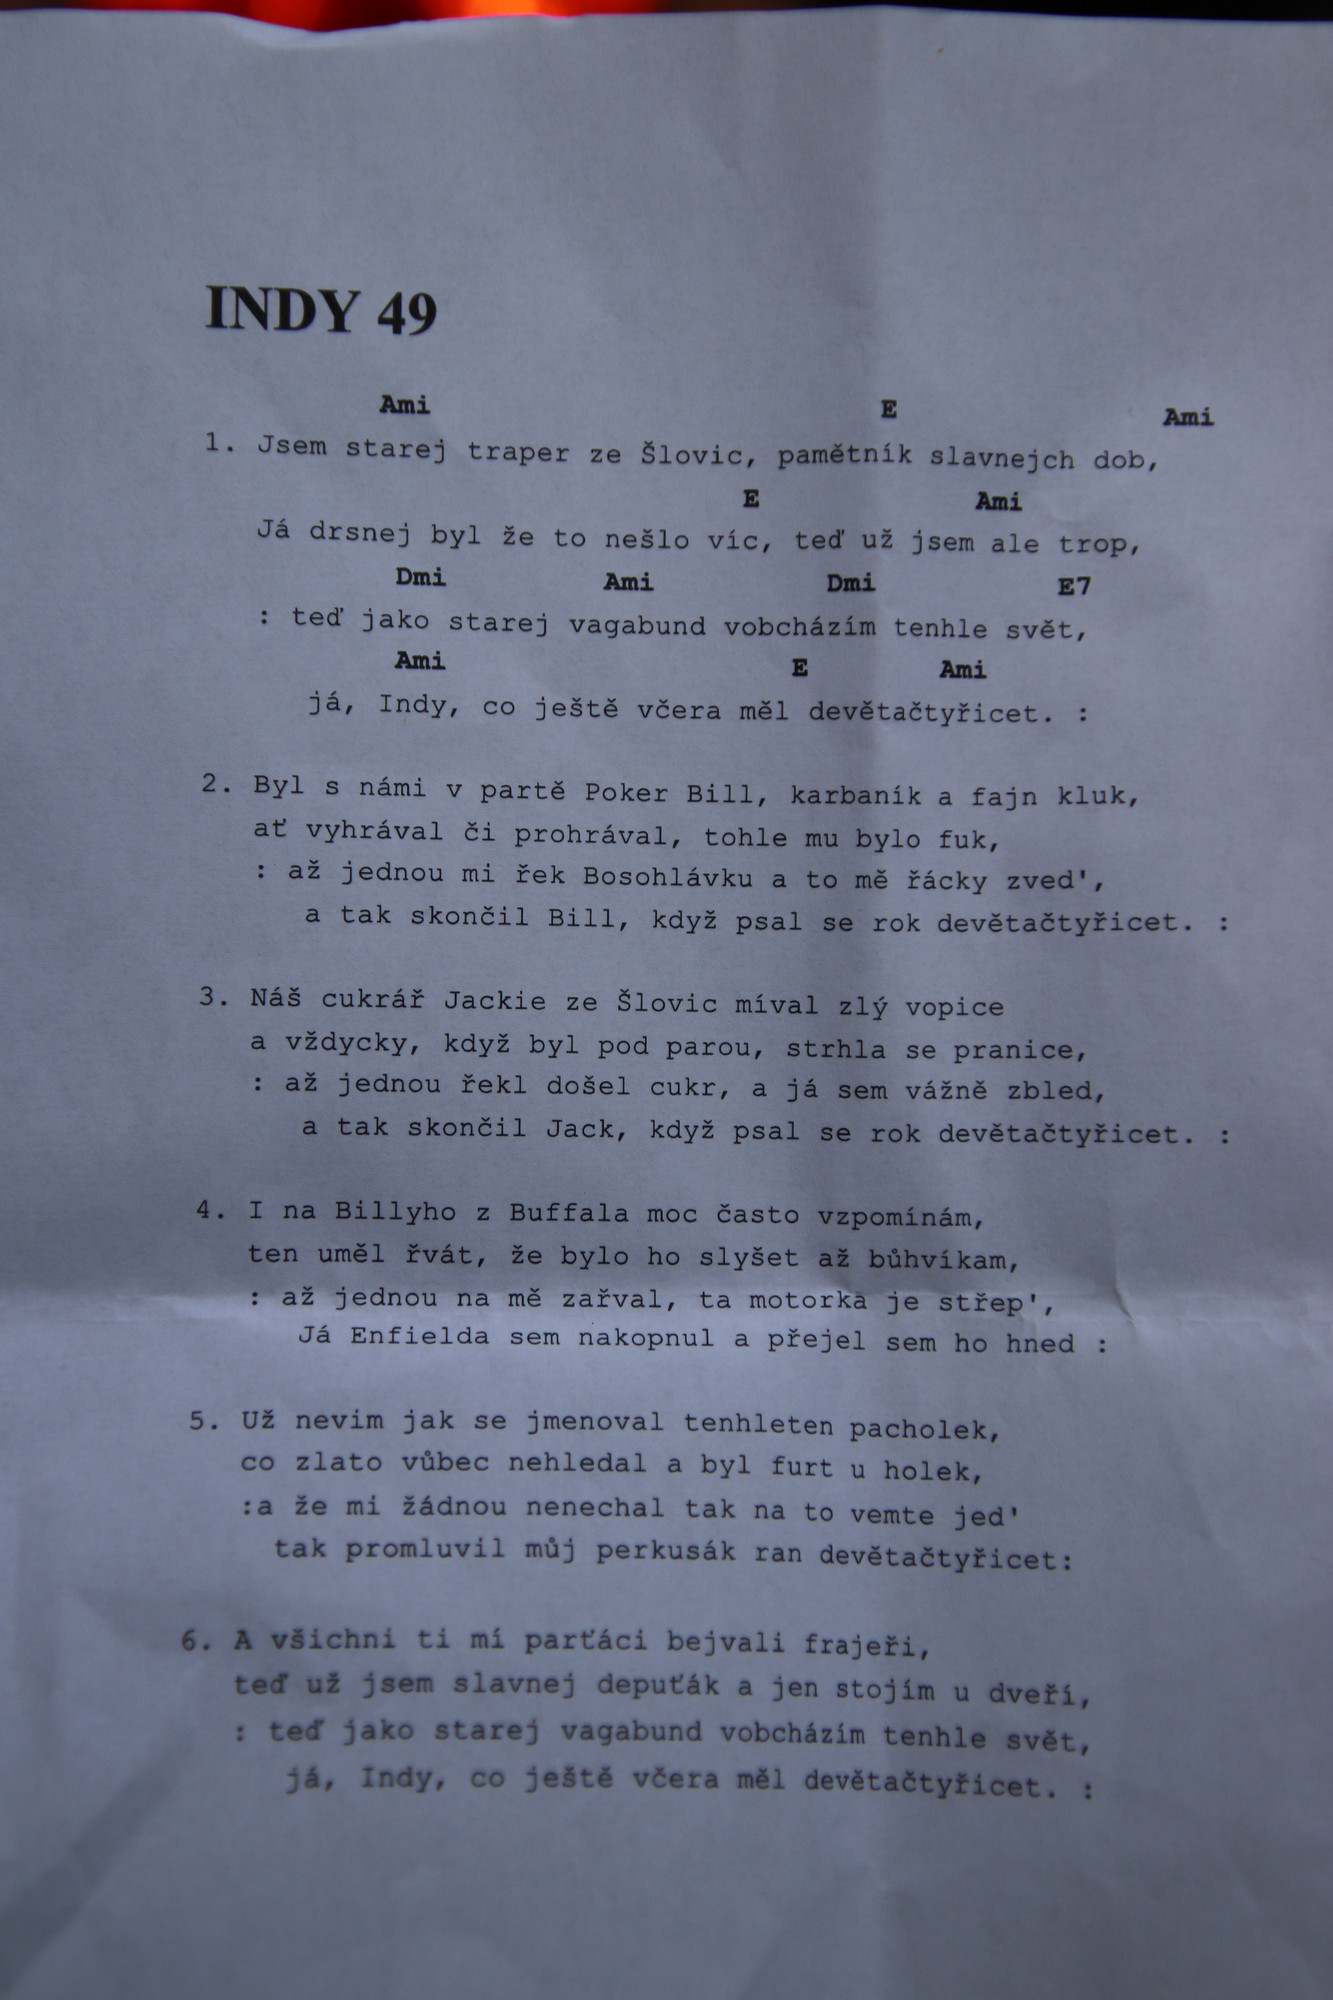 INDY 49
Ami E Ami
1. Jsem starej traper ze Šlovic, pamětník slavnejch dob,
E Ami
Já drsnej byl že to nešlo víc, teď už jsem ale trop,
Dmi Ami Dmi E7
: teď jako starej vagabund vobcházím tenhle svět,
Ami E Ami
já, Indy, co ještě včera měl devětačtyřicet. :
2. Byl s námi v partě Poker Bill, karbaník a fajn kluk,
ať vyhrával či prohrával, tohle mu bylo fuk,
: až jednou mi řek Bosohlávku a to mě řácky zved',
a tak skončil Bill, když psal se rok devětačtyřicet. :
3. Náš cukrář Jackie ze Šlovic míval zlý vopice
a vždycky, když byl pod parou, strhla se pranice,
: až jednou řekl došel cukr, a já sem vážně zbled,
a tak skončil Jack, když psal se rok devětačtyřicet. :
4. I na Billyho z Buffala moc často vzpomínám,
ten uměl řvát, že bylo ho slyšet až bůhvíkam,
: až jednou na mě zařval, ta motorka je střep',
Já Enfielda sem nakopnul a přejel sem ho hned :
5. Už nevim jak se jmenoval tenhleten pacholek,
co zlato vůbec nehledal a byl furt u holek,
:a že mi žádnou nenechal tak na to vemte jed'
tak promluvil můj perkusák ran devětačtyřicet:
6. A všichni ti mí parťáci bejvali frajeři,
teď už jsem slavnej depuťák a jen stojím u dveří,
: teď jako starej vagabund vobcházím tenhle svět,
já, Indy, co ještě včera měl devětačtyřicet. :